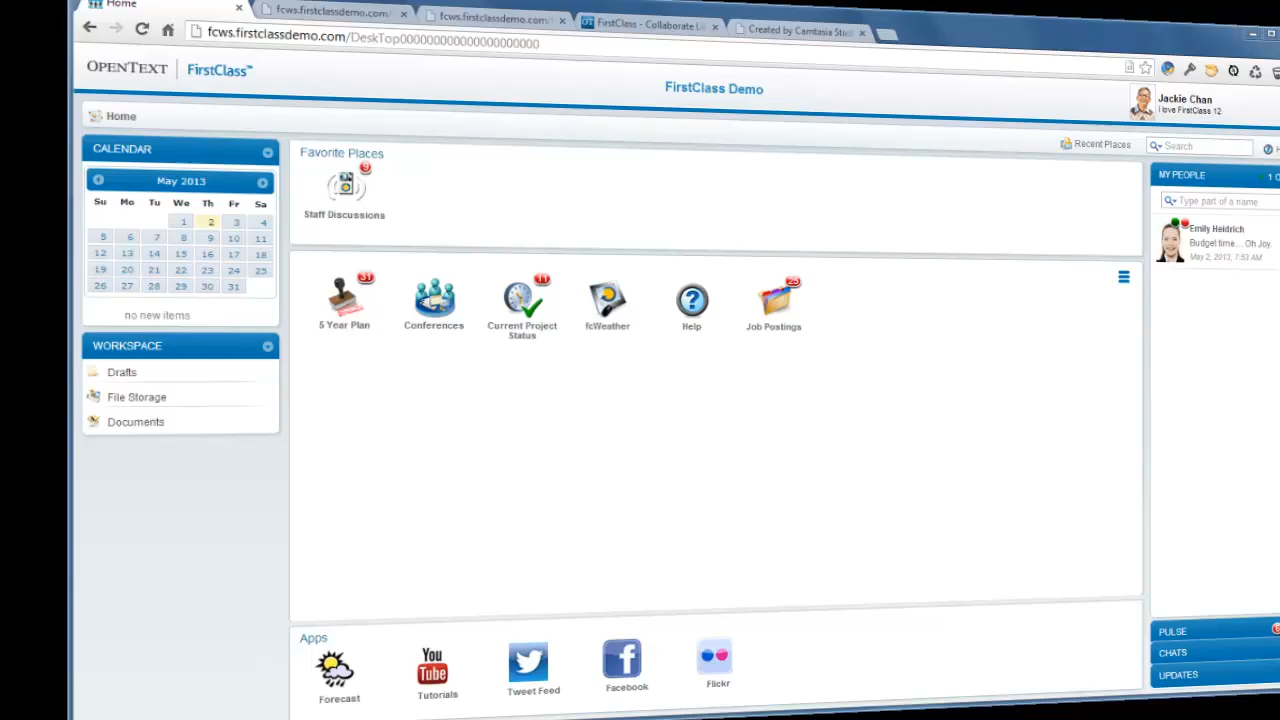 Home
fcws.firstclassdemo.com/
fcws.firstclassdemo.com/
FirstClass - Collaborate
Created by Camtasia Stud
fcws.firstclassdemo.com/DeskTop000000000000000000000
OPENTEXT | FirstClass™
FirstClass Demo
Jackie Chan
I love FirstClass 12
Home
Recent Places
Search
CALENDAR
May 2013
Su Mo Tu We Th Fr Sa
1 2 3 4
5 6 7 8 9 10 11
12 13 14 15 16 17 18
19 20 21 22 23 24 25
26 27 28 29 30 31
no new items
WORKSPACE
Drafts
File Storage
Documents
Favorite Places
9
Staff Discussions
31
5 Year Plan
Conferences
11
Current Project
Status
fcWeather
Help
25
Job Postings
Apps
Forecast
You
Tube
Tutorials
Tweet Feed
Facebook
Flickr
MY PEOPLE
Type part of a name
Emily Heidrich
Budget time... Oh Joy.
May 2, 2013, 7:53 AM
PULSE
CHATS
UPDATES